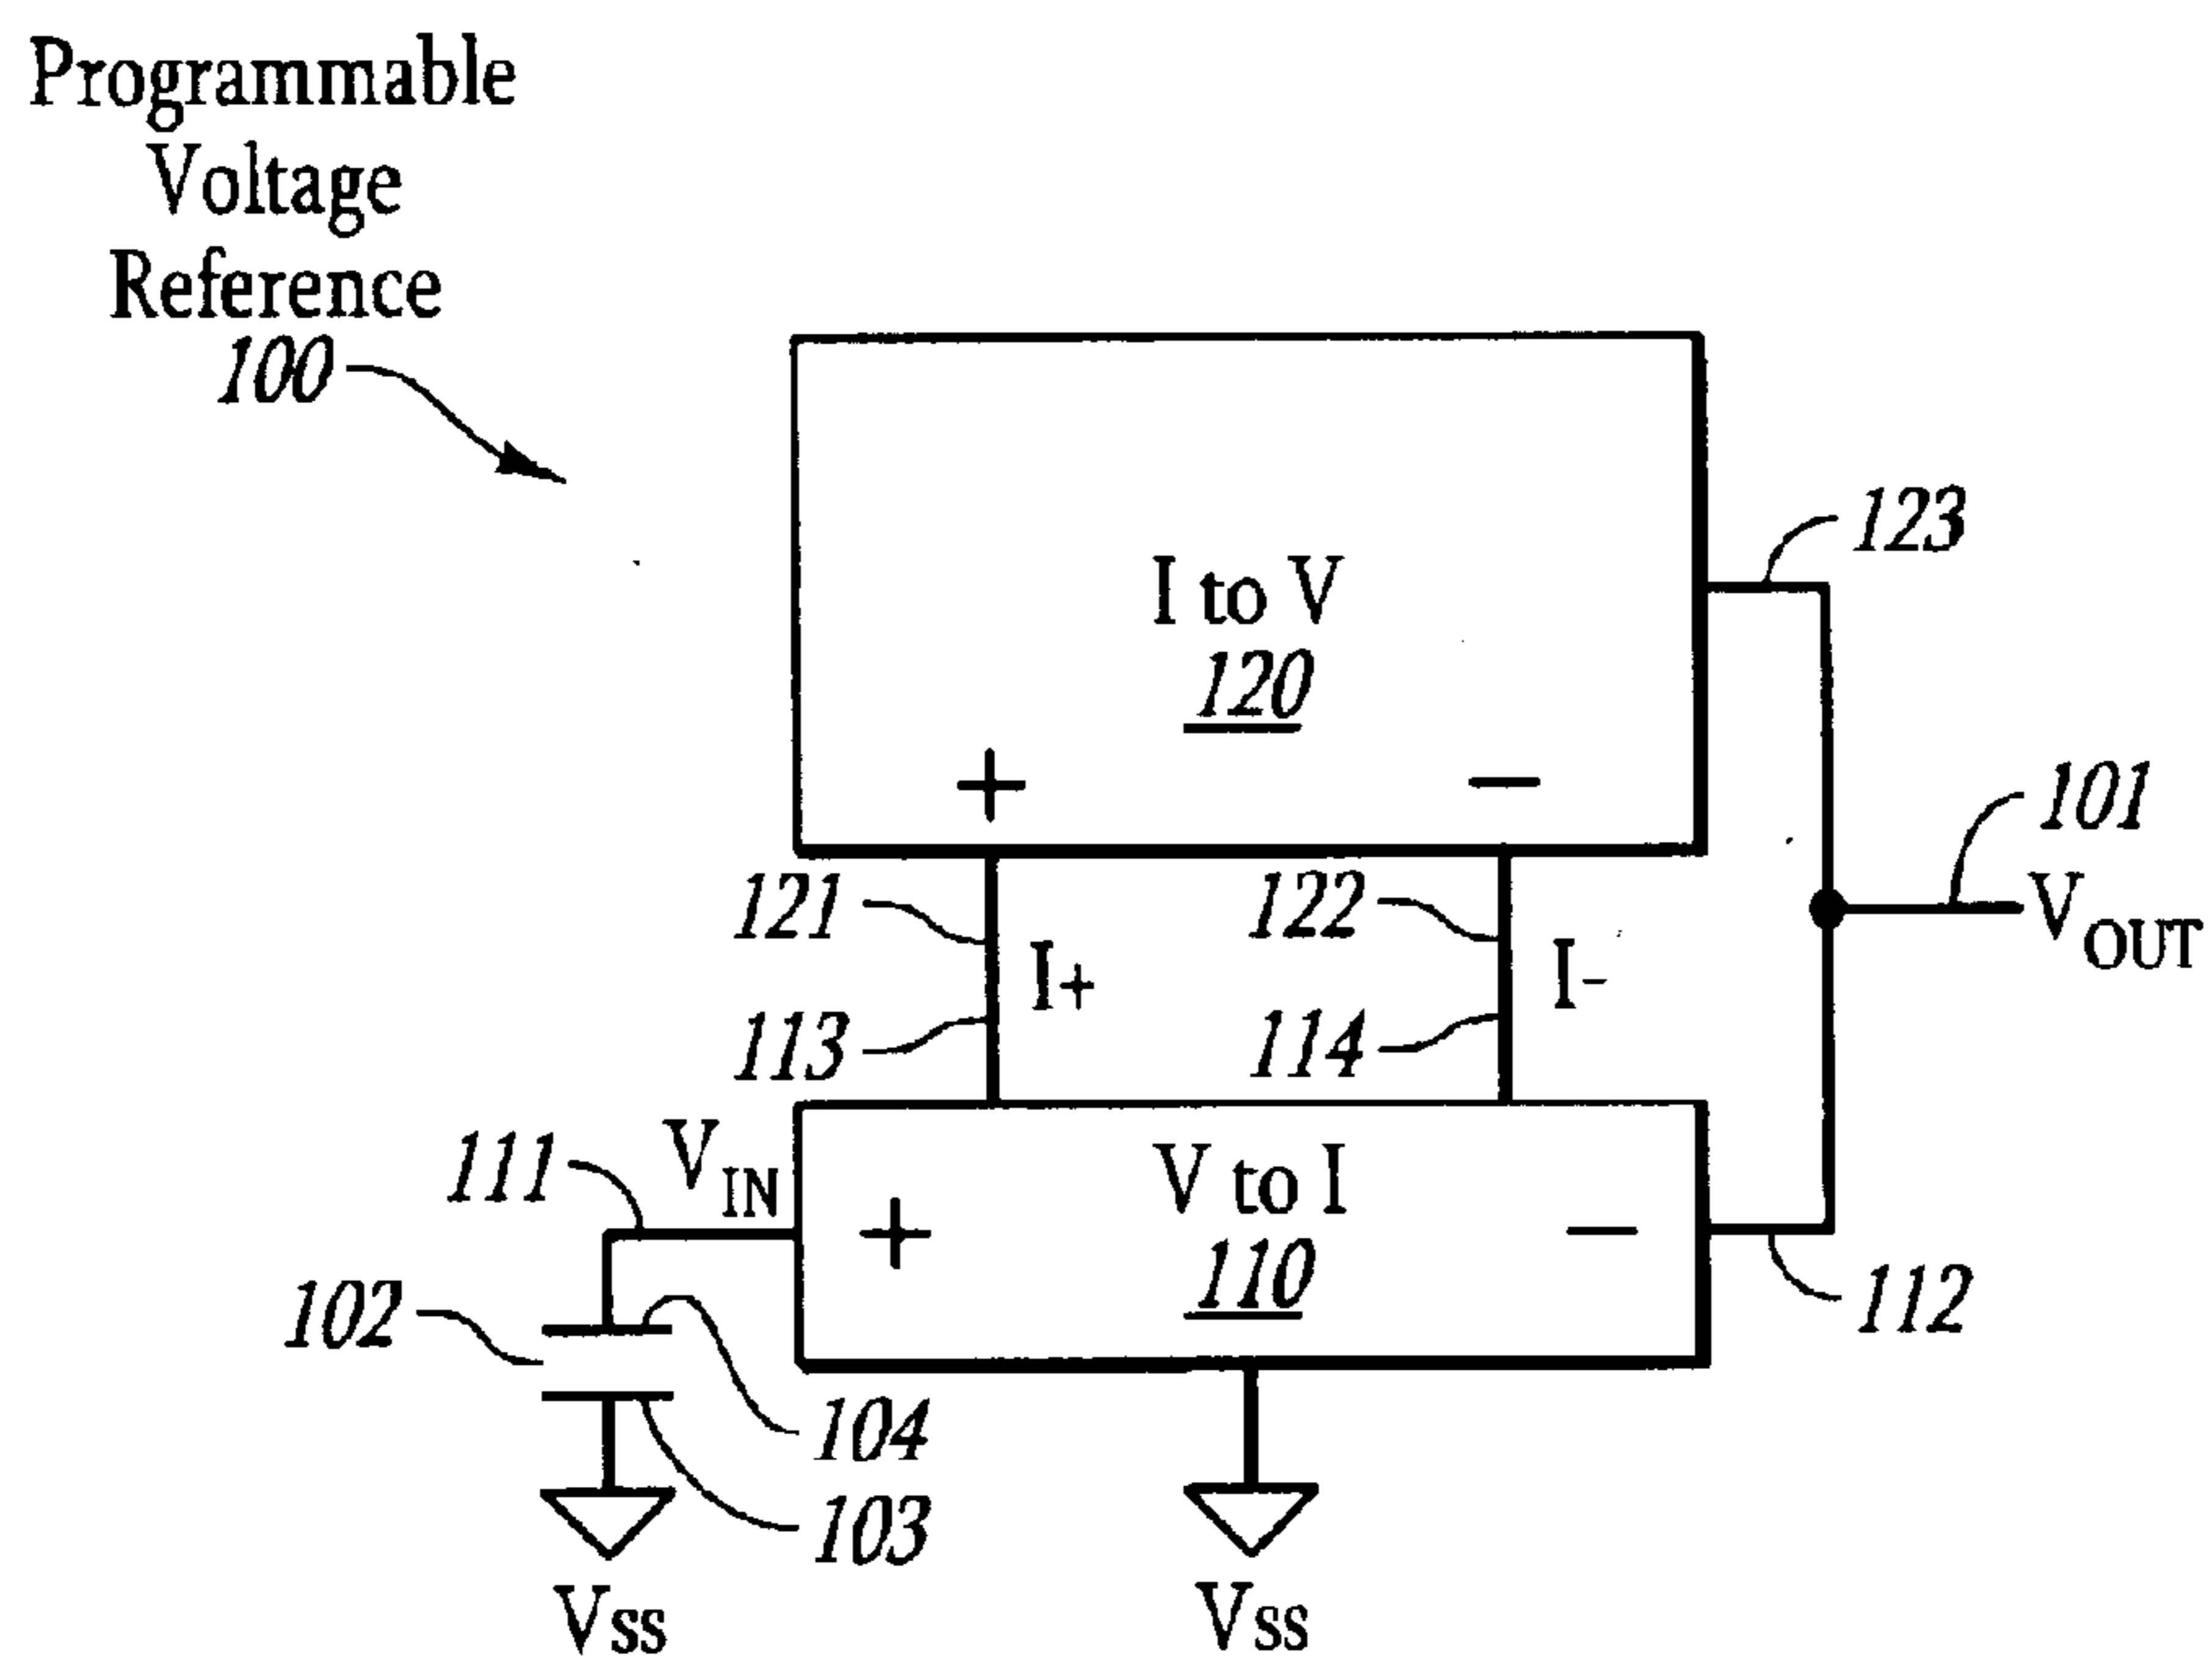 Programmable
Voltage
Reference
100
I to V
120
+ −
123
101
VOUT
121
122
I+
I-
113
114
111
VIN
V to I
110
+ −
102
112
104
103
Vss
Vss